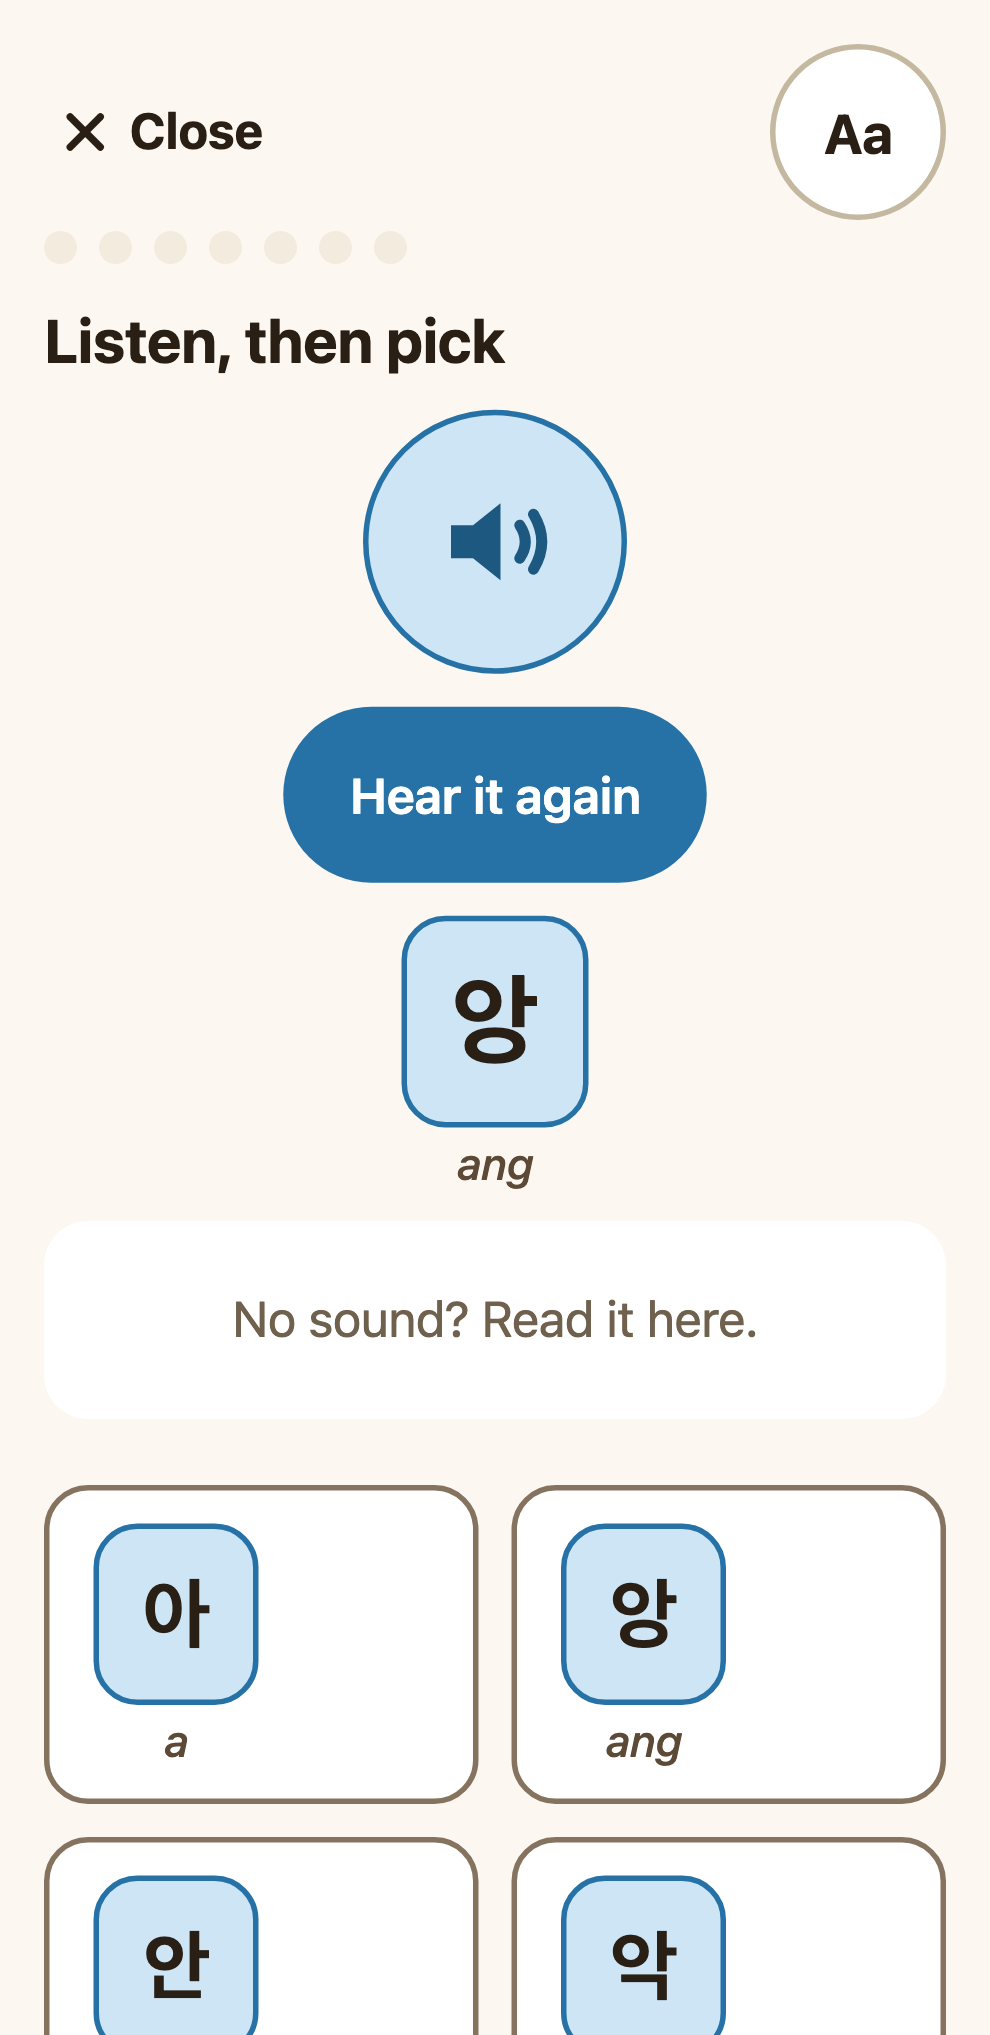 Close
Aa
Listen, then pick
Hear it again
앙
ang
No sound? Read it here.
아
a
앙
ang
안
악